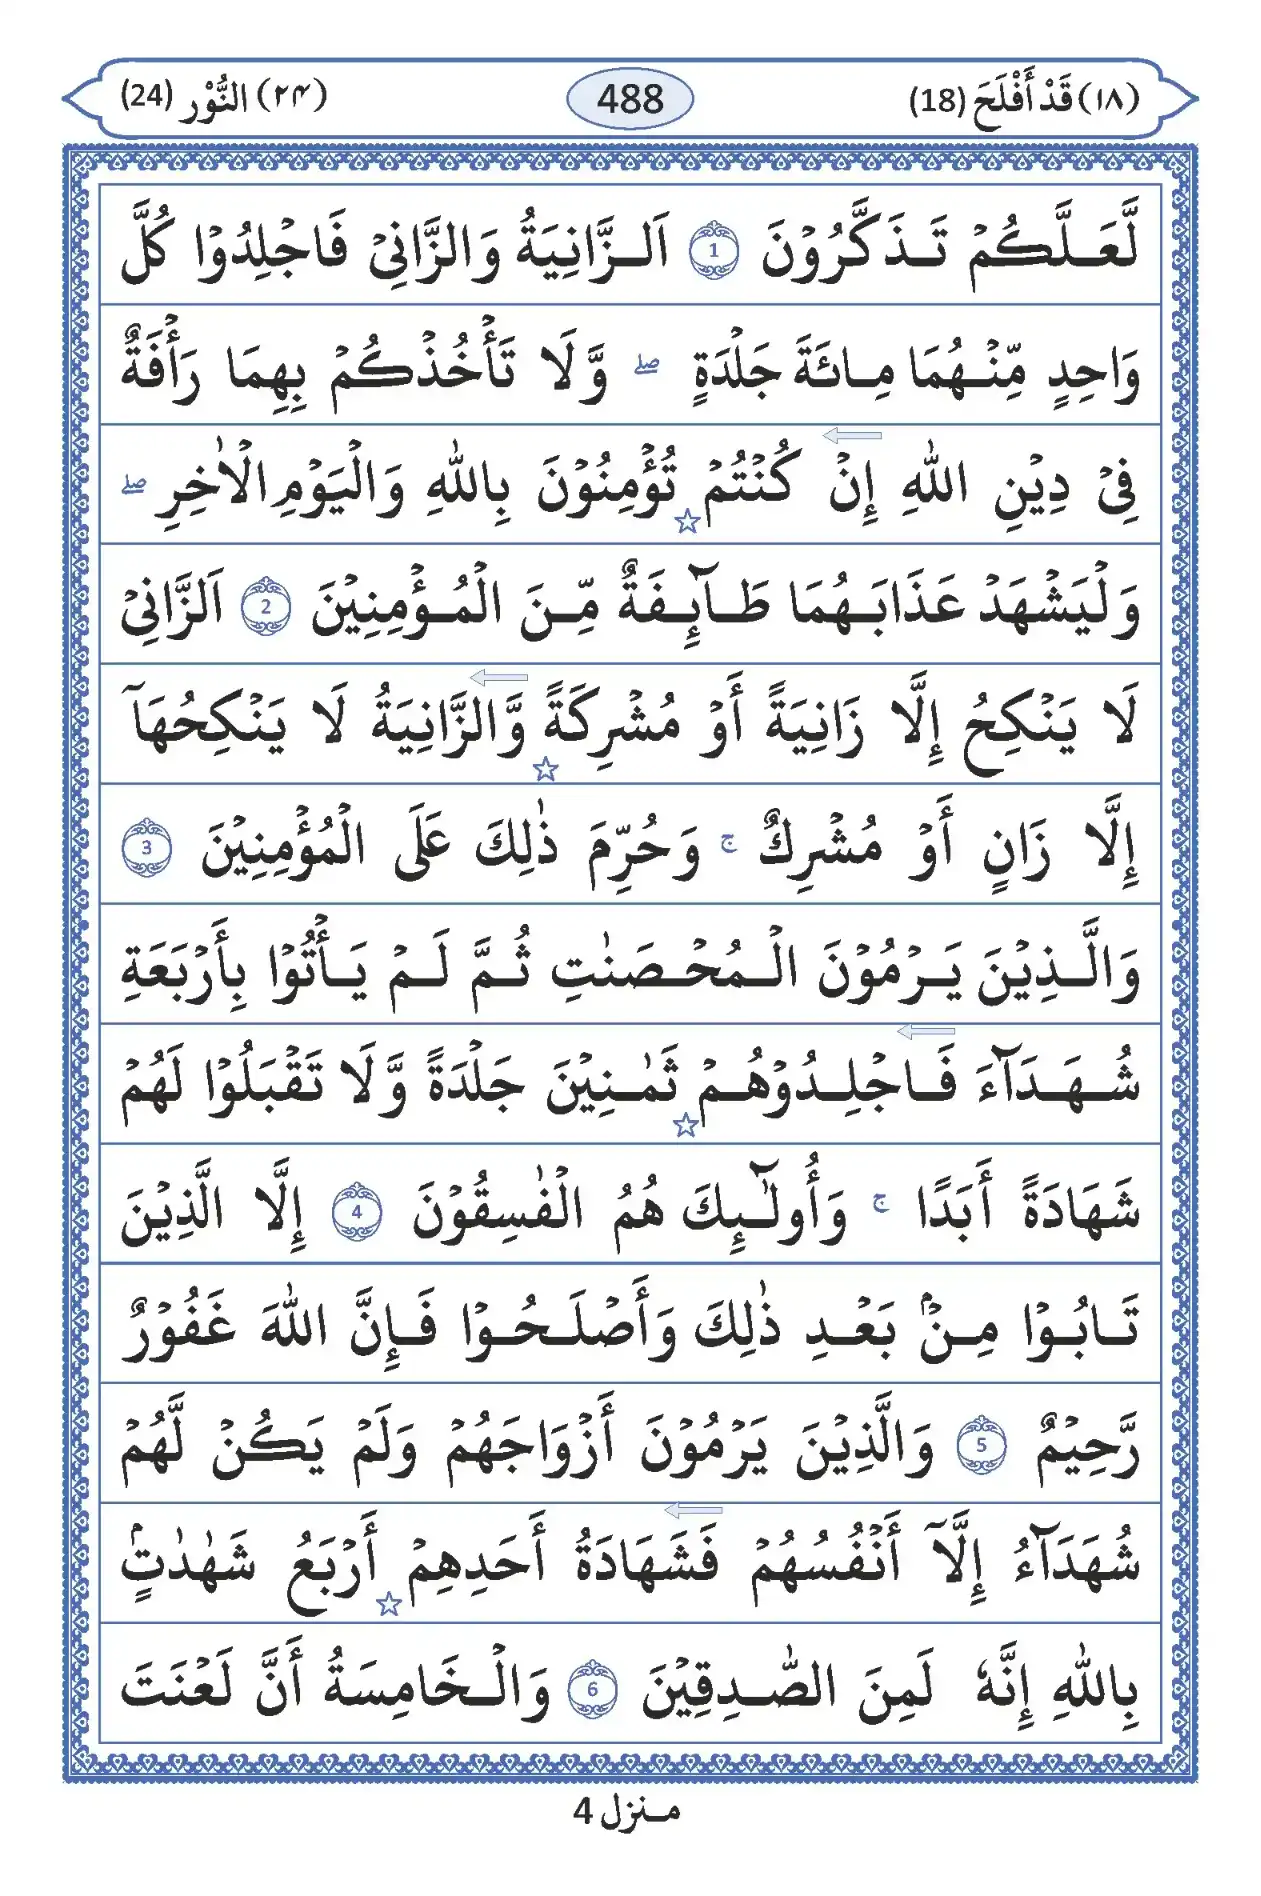 (١٨) قَدْ أَفْلَحَ (18) 488 (٢٤) النُّوْر (24)
لَّعَلَّكُمْ تَذَكَّرُوْنَ 1 اَلزَّانِيَةُ وَالزَّانِيْ فَاجْلِدُوْا كُلَّ
وَاحِدٍ مِّنْهُمَا مِائَةَ جَلْدَةٍ ۖ وَّلَا تَأْخُذْكُمْ بِهِمَا رَأْفَةٌ
فِيْ دِيْنِ اللّٰهِ إِنْ كُنْتُمْ تُؤْمِنُوْنَ بِاللّٰهِ وَالْيَوْمِ الْاٰخِرِ ۖ
وَلْيَشْهَدْ عَذَابَهُمَا طَآئِفَةٌ مِّنَ الْمُؤْمِنِيْنَ 2 اَلزَّانِيْ
لَا يَنْكِحُ إِلَّا زَانِيَةً أَوْ مُشْرِكَةً وَّالزَّانِيَةُ لَا يَنْكِحُهَآ
إِلَّا زَانٍ أَوْ مُشْرِكٌ ۚ وَحُرِّمَ ذٰلِكَ عَلَى الْمُؤْمِنِيْنَ 3
وَالَّذِيْنَ يَرْمُوْنَ الْمُحْصَنٰتِ ثُمَّ لَمْ يَأْتُوْا بِأَرْبَعَةِ
شُهَدَآءَ فَاجْلِدُوْهُمْ ثَمٰنِيْنَ جَلْدَةً وَّلَا تَقْبَلُوْا لَهُمْ
شَهَادَةً أَبَدًا ۚ وَأُولٰٓئِكَ هُمُ الْفٰسِقُوْنَ 4 إِلَّا الَّذِيْنَ
تَابُوْا مِنْۢ بَعْدِ ذٰلِكَ وَأَصْلَحُوْا فَإِنَّ اللّٰهَ غَفُوْرٌ
رَّحِيْمٌ 5 وَالَّذِيْنَ يَرْمُوْنَ أَزْوَاجَهُمْ وَلَمْ يَكُنْ لَّهُمْ
شُهَدَآءُ إِلَّآ أَنْفُسُهُمْ فَشَهَادَةُ أَحَدِهِمْ أَرْبَعُ شَهٰدٰتٍۭ
بِاللّٰهِ إِنَّهٗ لَمِنَ الصّٰدِقِيْنَ 6 وَالْخَامِسَةُ أَنَّ لَعْنَتَ
منزل 4